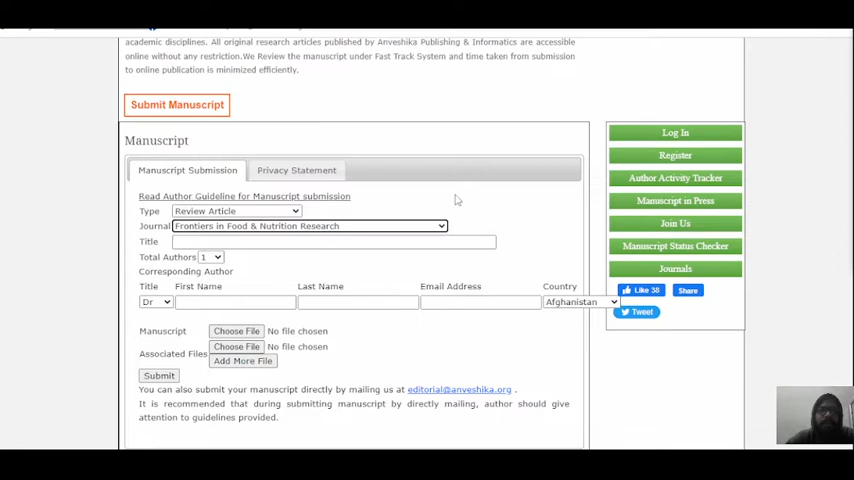 academic disciplines. All original research articles published by Anveshika Publishing & Informatics are accessible
online without any restriction.We Review the manuscript under Fast Track System and time taken from submission
to online publication is minimized efficiently.
Submit Manuscript
Manuscript
Manuscript Submission Privacy Statement
Read Author Guideline for Manuscript submission
Type Review Article
Journal Frontiers in Food & Nutrition Research
Title
Total Authors 1
Corresponding Author
Title First Name Last Name Email Address Country
Dr Afghanistan
Manuscript Choose File No file chosen
Associated Files Choose File No file chosen
Add More File
Submit
You can also submit your manuscript directly by mailing us at editorial@anveshika.org .
It is recommended that during submitting manuscript by directly mailing, author should give
attention to guidelines provided.
Log In
Register
Author Activity Tracker
Manuscript in Press
Join Us
Manuscript Status Checker
Journals
Like 38 Share
Tweet